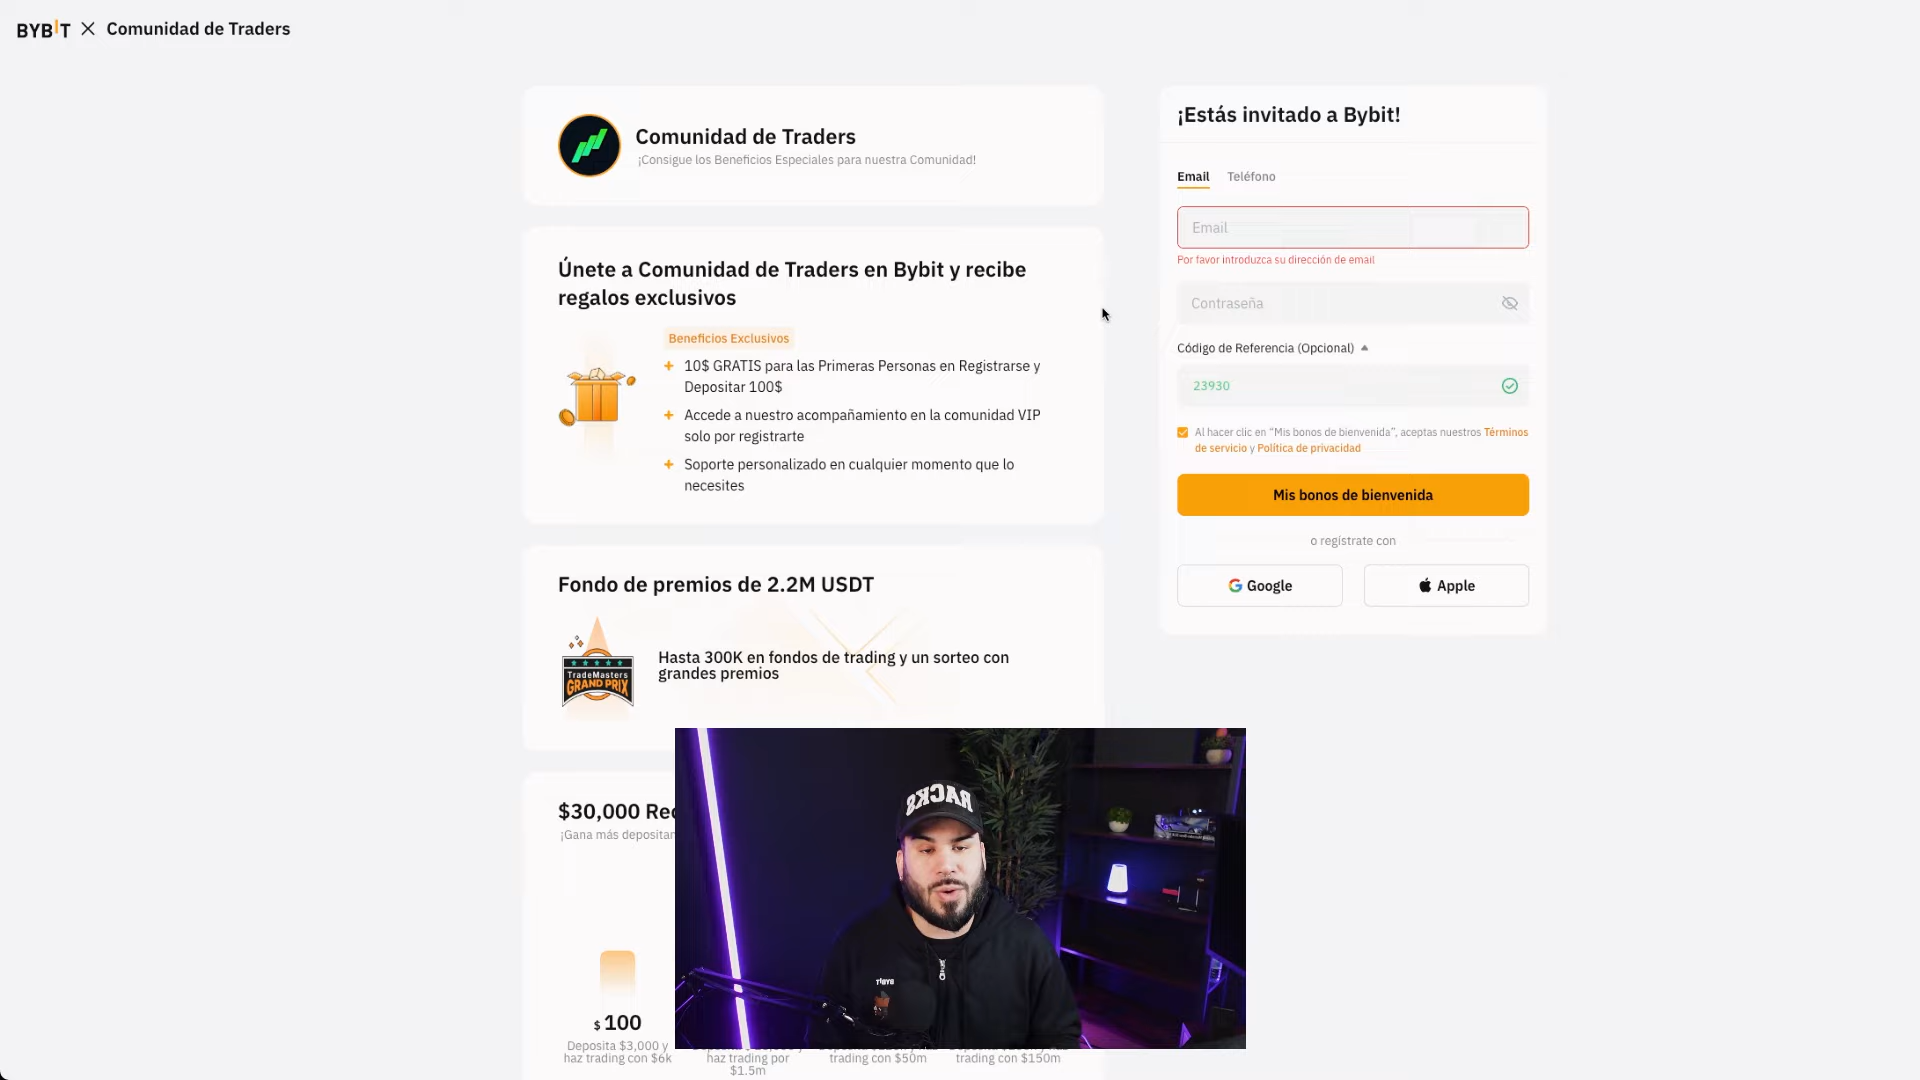 BYBIT X Comunidad de Traders
Comunidad de Traders
¡Consigue los Beneficios Especiales para nuestra Comunidad!
Únete a Comunidad de Traders en Bybit y recibe
regalos exclusivos
Beneficios Exclusivos
+ 10$ GRATIS para las Primeras Personas en Registrarse y
Depositar 100$
+ Accede a nuestro acompañamiento en la comunidad VIP
solo por registrarte
+ Soporte personalizado en cualquier momento que lo
necesites
Fondo de premios de 2.2M USDT
TradeMasters
GRAND PRIX
Hasta 300K en fondos de trading y un sorteo con
grandes premios
$30,000
¡Gana más
$ 100
Deposita $3,000 y
haz trading con $6k
haz trading por
$1.5m
trading con $50m
trading con $150m
RACKS
BYBIT
¡Estás invitado a Bybit!
Email Teléfono
Email
Por favor introduzca su dirección de email
Contraseña
Código de Referencia (Opcional)
23930
Al hacer clic en “Mis bonos de bienvenida”, aceptas nuestros Términos
de servicio y Política de privacidad
Mis bonos de bienvenida
o regístrate con
Google Apple